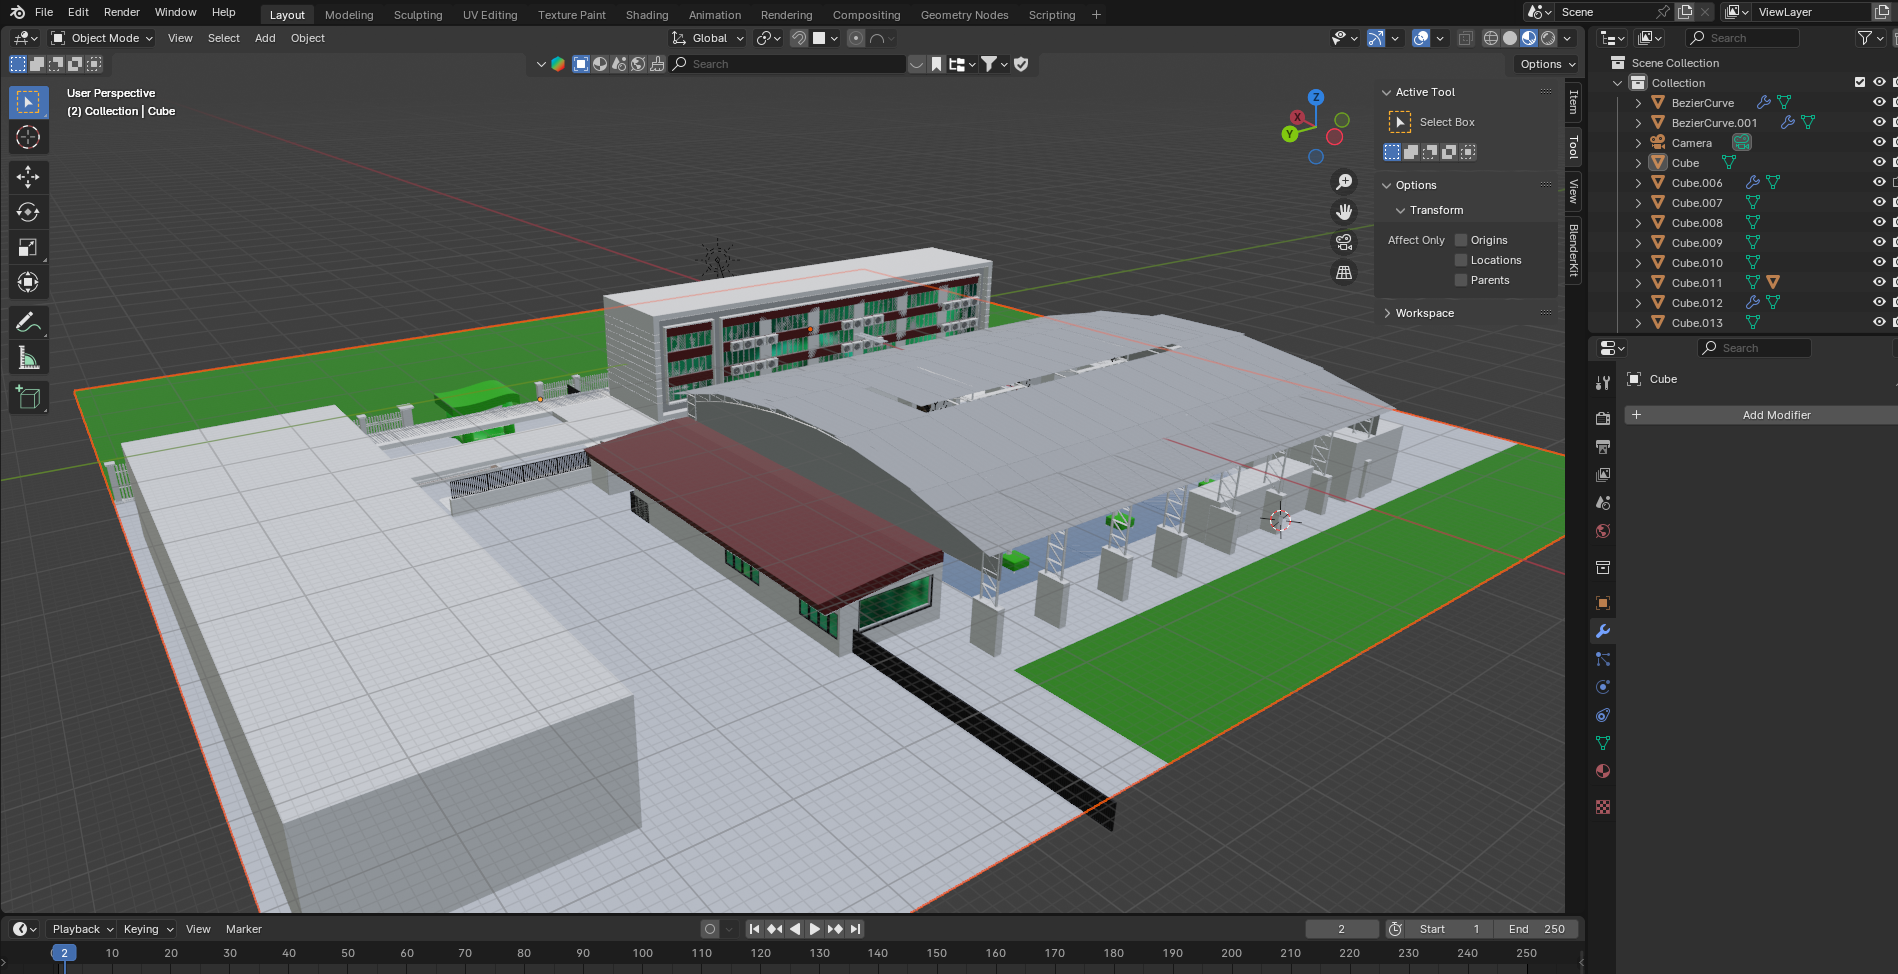 File Edit Render Window Help
Layout Modeling Sculpting UV Editing Texture Paint Shading Animation Rendering Compositing Geometry Nodes Scripting +
Scene
ViewLayer
Object Mode View Select Add Object
Global
Search
Search
Options
User Perspective
(2) Collection | Cube
Z
X
Y
Active Tool
Select Box
Options
Transform
Affect Only Origins
Locations
Parents
Workspace
Item
Tool
View
BlenderKit
Scene Collection
Collection
BezierCurve
BezierCurve.001
Camera
Cube
Cube.006
Cube.007
Cube.008
Cube.009
Cube.010
Cube.011
Cube.012
Cube.013
Search
Cube
+ Add Modifier
Playback Keying View Marker
2
Start 1
End 250
2 10 20 30 40 50 60 70 80 90 100 110 120 130 140 150 160 170 180 190 200 210 220 230 240 250